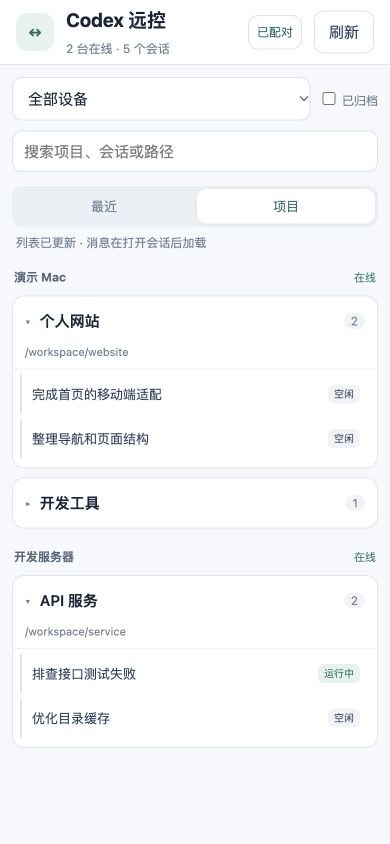 Codex 远控
2 台在线 · 5 个会话
已配对
刷新
全部设备
已归档
搜索项目、会话或路径
最近
项目
列表已更新 · 消息在打开会话后加载
演示 Mac
在线
个人网站
2
/workspace/website
完成首页的移动端适配
空闲
整理导航和页面结构
空闲
开发工具
1
开发服务器
在线
API 服务
2
/workspace/service
排查接口测试失败
运行中
优化目录缓存
空闲